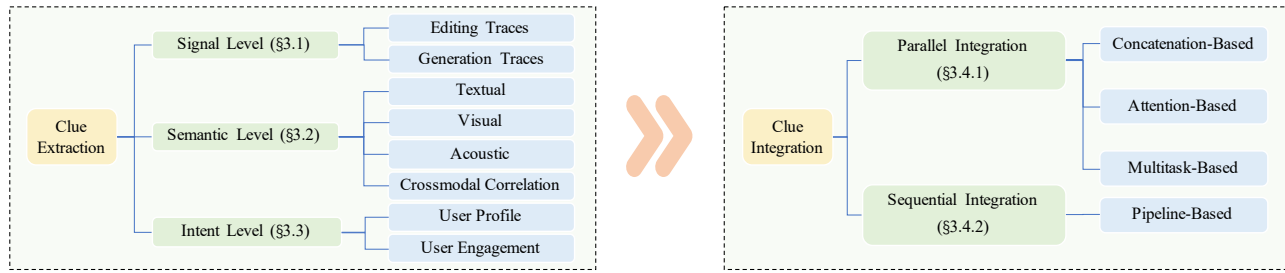 Clue
Extraction
Signal Level (§3.1)
Editing Traces
Generation Traces
Semantic Level (§3.2)
Textual
Visual
Acoustic
Crossmodal Correlation
Intent Level (§3.3)
User Profile
User Engagement
Clue
Integration
Parallel Integration
(§3.4.1)
Concatenation-Based
Attention-Based
Multitask-Based
Sequential Integration
(§3.4.2)
Pipeline-Based